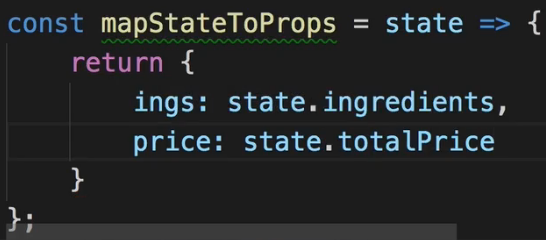 const mapStateToProps = state => {
return {
ings: state.ingredients,
price: state.totalPrice
}
};